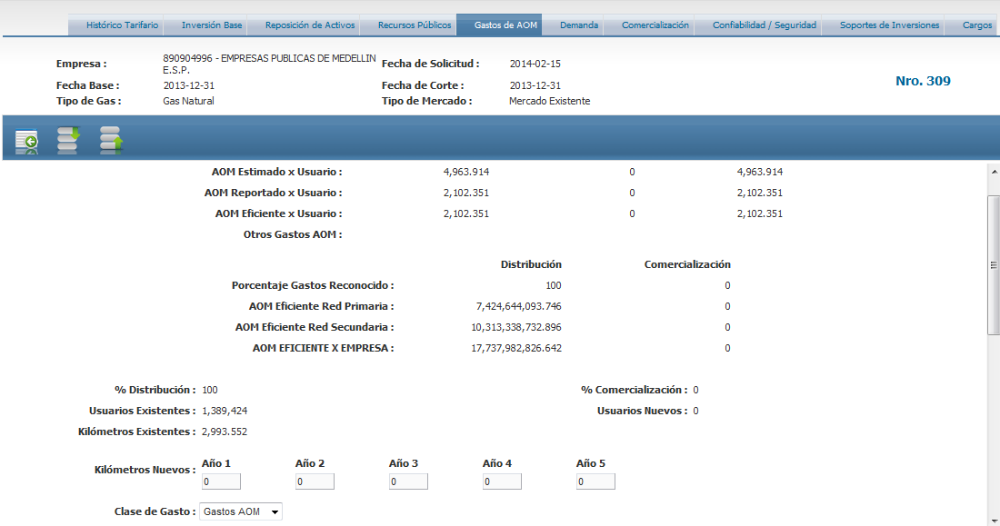 Histórico Tarifario Inversión Base Reposición de Activos Recursos Públicos Gastos de AOM Demanda Comercialización Confiabilidad / Seguridad Soportes de Inversiones Cargos
Empresa : 890904996 - EMPRESAS PUBLICAS DE MEDELLIN E.S.P. Fecha de Solicitud : 2014-02-15
Fecha Base : 2013-12-31 Fecha de Corte : 2013-12-31 Nro. 309
Tipo de Gas : Gas Natural Tipo de Mercado : Mercado Existente
AOM Estimado x Usuario : 4,963.914 0 4,963.914
AOM Reportado x Usuario : 2,102.351 0 2,102.351
AOM Eficiente x Usuario : 2,102.351 0 2,102.351
Otros Gastos AOM :
Distribución Comercialización
Porcentaje Gastos Reconocido : 100 0
AOM Eficiente Red Primaria : 7,424,644,093.746 0
AOM Eficiente Red Secundaria : 10,313,338,732.896 0
AOM EFICIENTE X EMPRESA : 17,737,982,826.642 0
% Distribución : 100 % Comercialización : 0
Usuarios Existentes : 1,389,424 Usuarios Nuevos : 0
Kilómetros Existentes : 2,993.552
Año 1 Año 2 Año 3 Año 4 Año 5
Kilómetros Nuevos : 0 0 0 0 0
Clase de Gasto : Gastos AOM